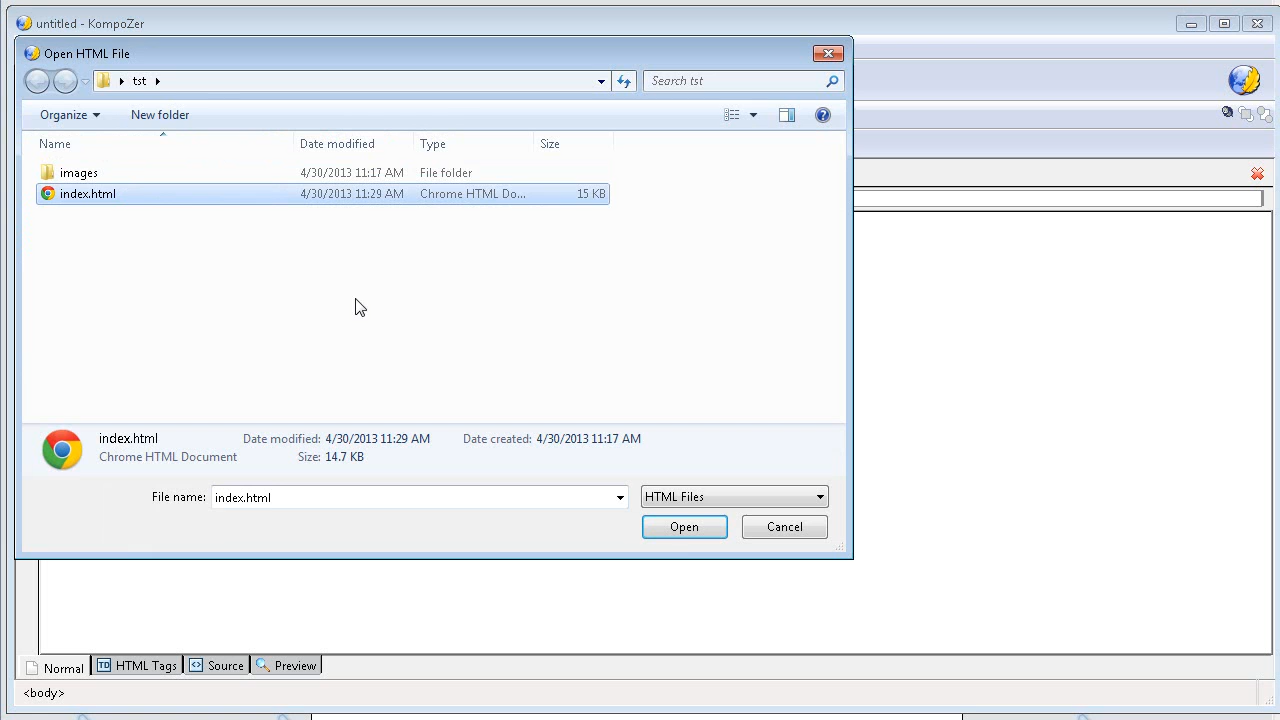 untitled - KompoZer
Open HTML File
tst
Search tst
Organize
New folder
Name
Date modified
Type
Size
images
4/30/2013 11:17 AM
File folder
index.html
4/30/2013 11:29 AM
Chrome HTML Do...
15 KB
index.html
Date modified: 4/30/2013 11:29 AM
Date created: 4/30/2013 11:17 AM
Chrome HTML Document
Size: 14.7 KB
File name:
index.html
HTML Files
Open
Cancel
Normal
TD
HTML Tags
Source
Preview
<body>